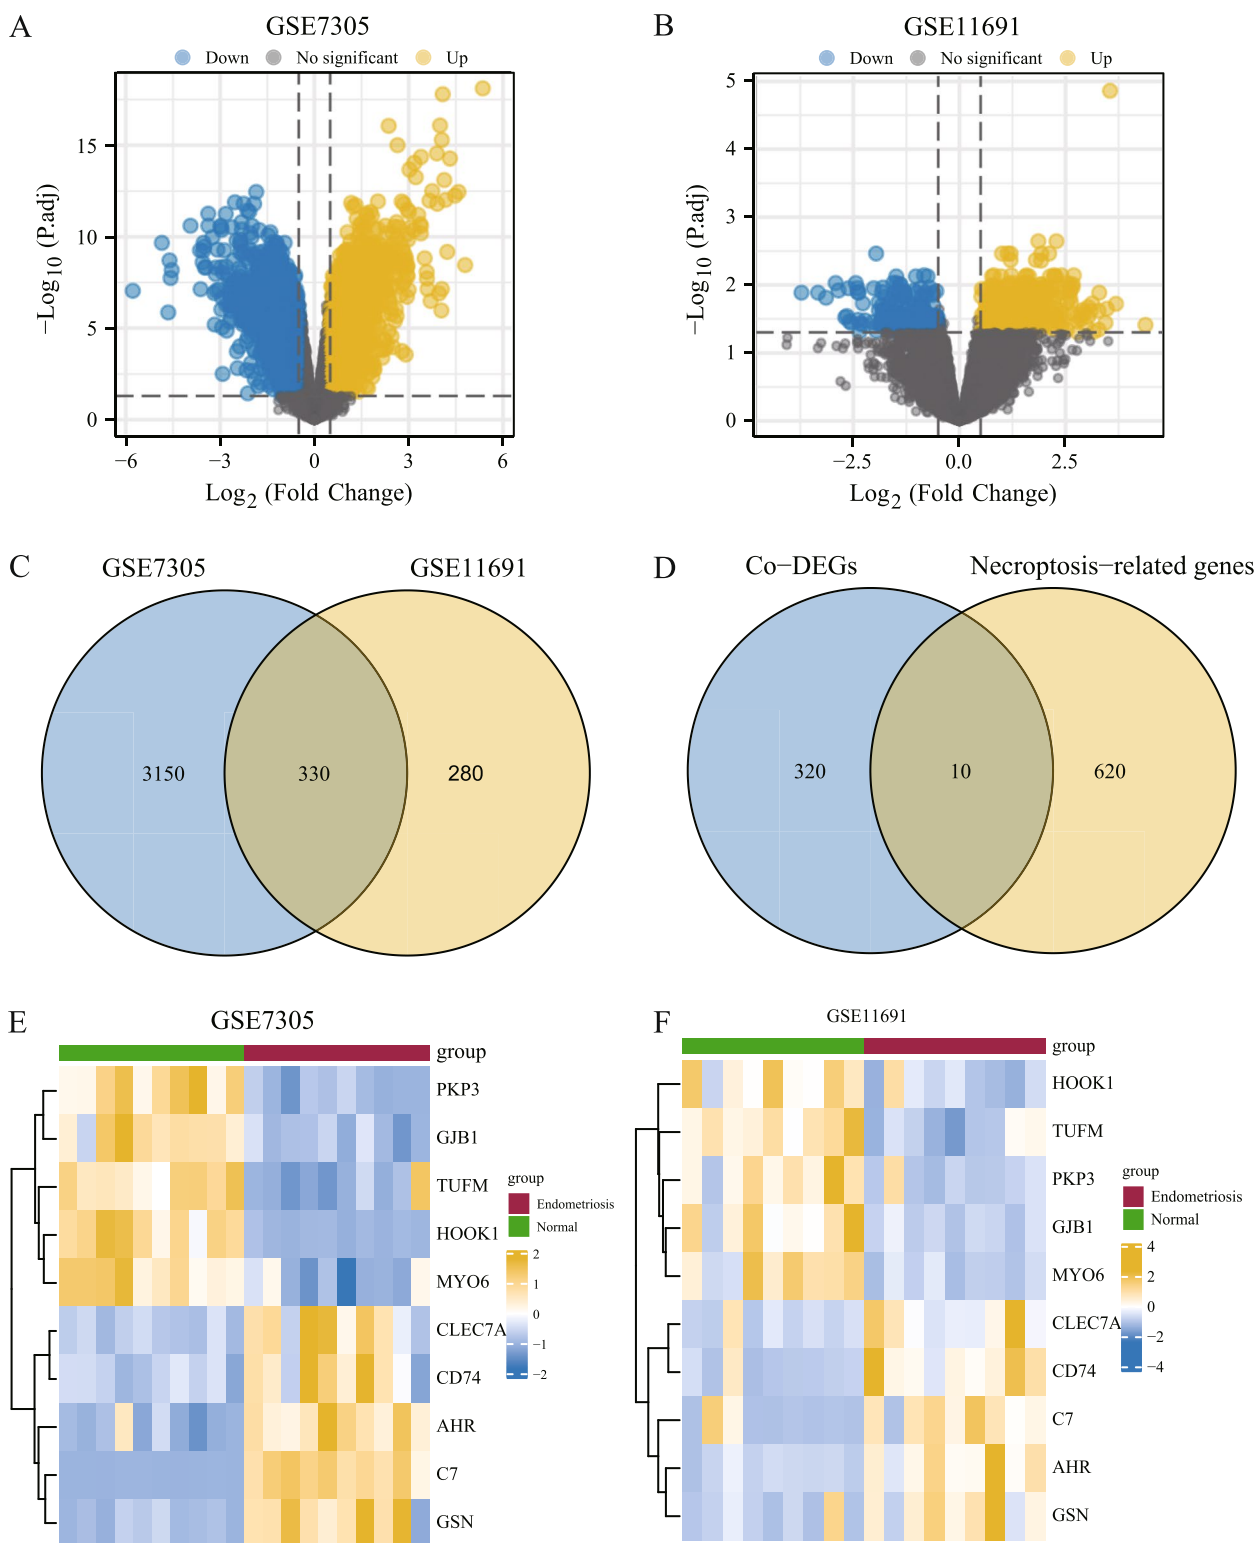 A
GSE7305
Down No significant Up
−Log10 (P.adj)
15
10
5
0
−6 −3 0 3 6
Log2 (Fold Change)
B
GSE11691
Down No significant Up
−Log10 (P.adj)
5
4
3
2
1
0
−2.5 0.0 2.5
Log2 (Fold Change)
C
GSE7305 GSE11691
3150 330 280
D
Co−DEGs Necroptosis−related genes
320 10 620
E
GSE7305
group
PKP3
GJB1
TUFM
HOOK1
MYO6
CLEC7A
CD74
AHR
C7
GSN
group
Endometriosis
Normal
2
1
0
−1
−2
F
GSE11691
group
HOOK1
TUFM
PKP3
GJB1
MYO6
CLEC7A
CD74
C7
AHR
GSN
group
Endometriosis
Normal
4
2
0
−2
−4